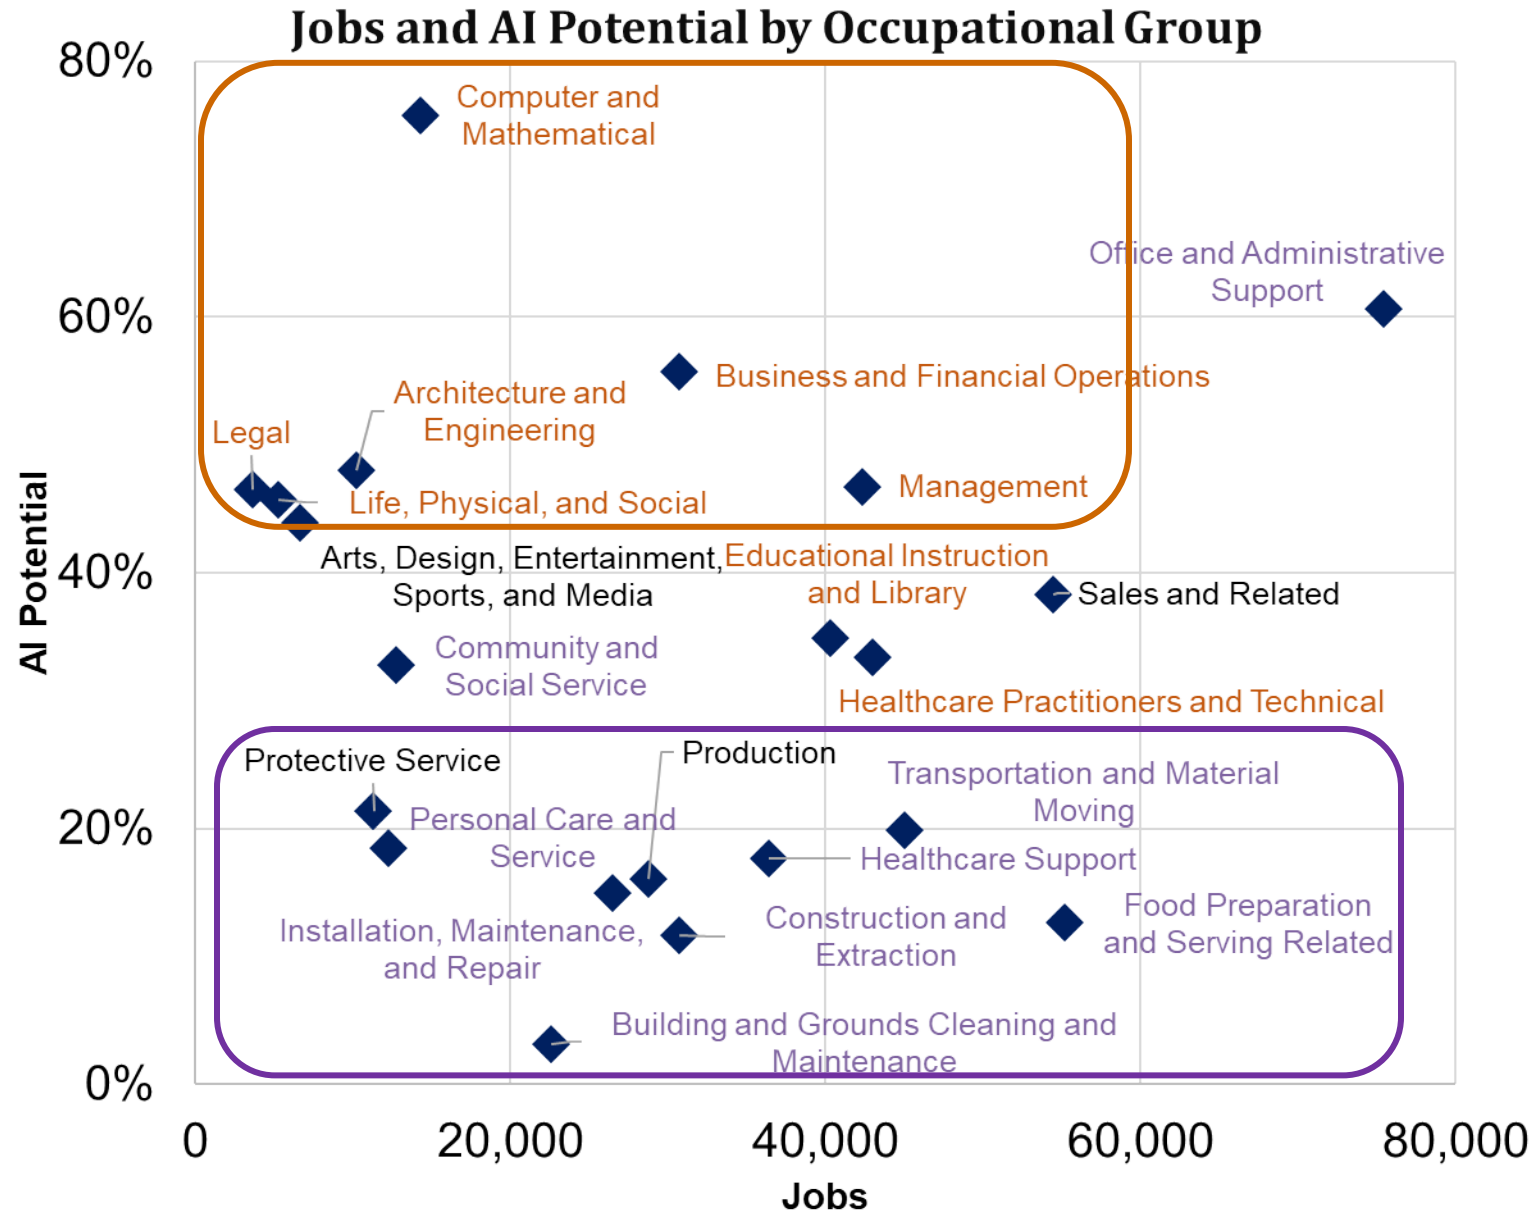 Jobs and AI Potential by Occupational Group
80%
Computer and
Mathematical
Office and Administrative
Support
60%
Business and Financial Operations
Architecture and
Engineering
Legal
Management
Life, Physical, and Social
Arts, Design, Entertainment,
Sports, and Media
Educational Instruction
and Library
40%
Sales and Related
AI Potential
Community and
Social Service
Healthcare Practitioners and Technical
Protective Service
Production
Transportation and Material
Moving
20%
Personal Care and
Service
Healthcare Support
Installation, Maintenance,
and Repair
Construction and
Extraction
Food Preparation
and Serving Related
Building and Grounds Cleaning and
Maintenance
0%
0
20,000
40,000
60,000
80,000
Jobs